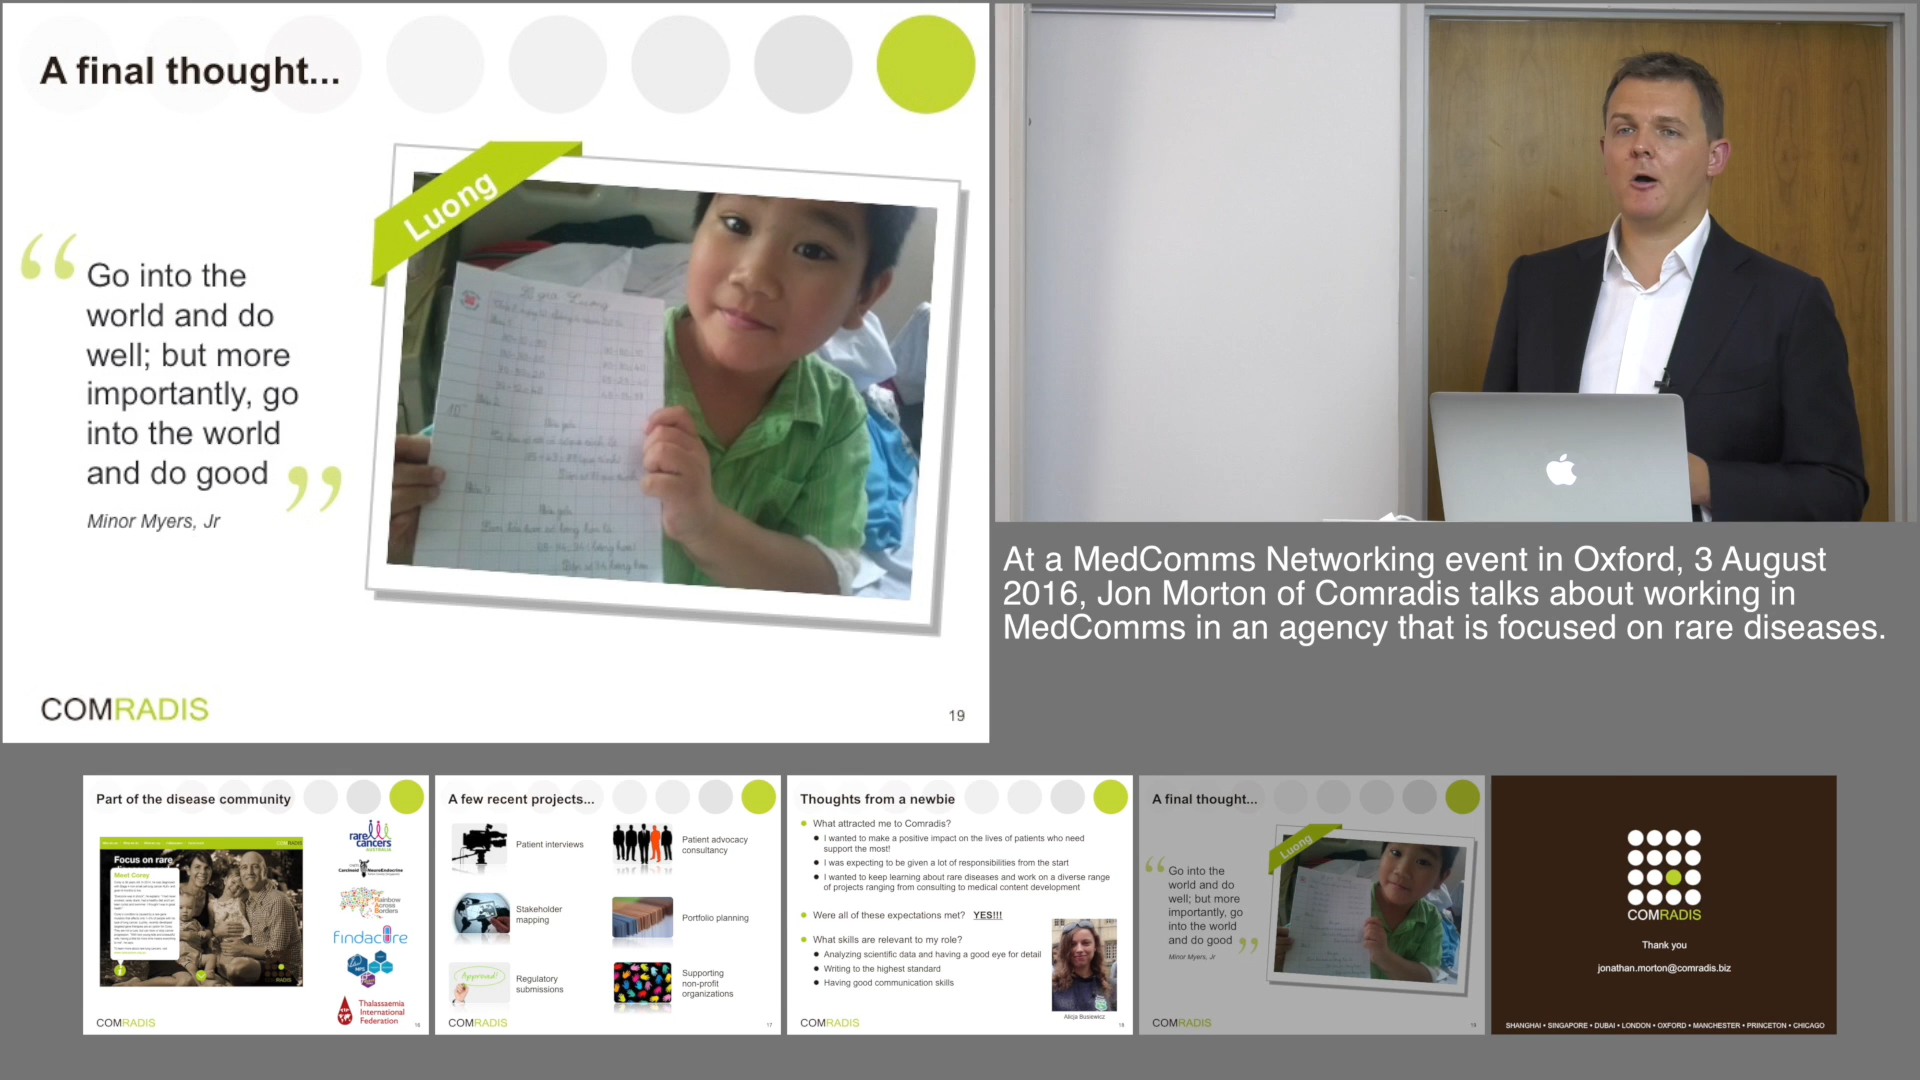 A final thought...
Luong
“ Go into the
world and do
well; but more
importantly, go
into the world
and do good ”
Minor Myers, Jr
COMRADIS
19
At a MedComms Networking event in Oxford, 3 August
2016, Jon Morton of Comradis talks about working in
MedComms in an agency that is focused on rare diseases.
Part of the disease community
COMRADIS
Focus on rare
Meet Corey
rare
cancers
AUSTRALIA
Rainbow
Across
Borders
findacure
Thalassaemia
International
Federation
COMRADIS
16
A few recent projects...
Patient interviews
Patient advocacy
consultancy
Stakeholder
mapping
Portfolio planning
Approved!
Regulatory
submissions
Supporting
non-profit
organizations
COMRADIS
17
Thoughts from a newbie
● What attracted me to Comradis?
● I wanted to make a positive impact on the lives of patients who need
support the most!
● I was expecting to be given a lot of responsibilities from the start
● I wanted to keep learning about rare diseases and work on a diverse range
of projects ranging from consulting to medical content development
● Were all of these expectations met? YES!!!
● What skills are relevant to my role?
● Analyzing scientific data and having a good eye for detail
● Writing to the highest standard
● Having good communication skills
Alicja Busiewicz
COMRADIS
18
A final thought...
Luong
“ Go into the
world and do
well; but more
importantly, go
into the world
and do good ”
Minor Myers, Jr
COMRADIS
19
COMRADIS
Thank you
jonathan.morton@comradis.biz
SHANGHAI • SINGAPORE • DUBAI • LONDON • OXFORD • MANCHESTER • PRINCETON • CHICAGO